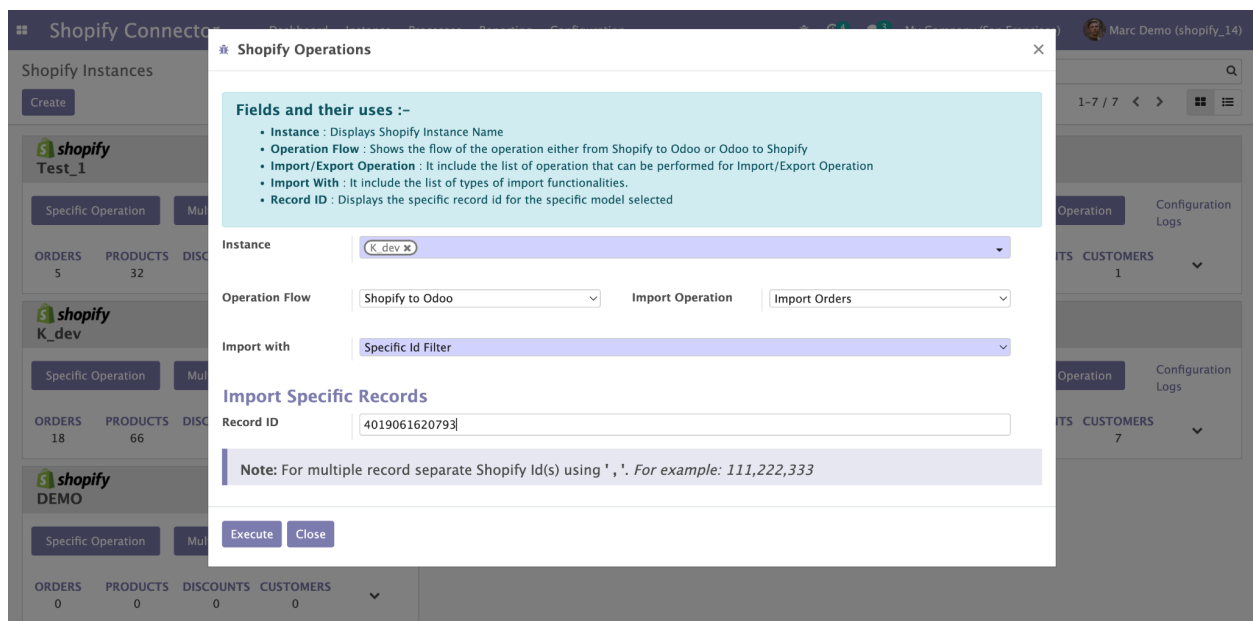 Shopify Connector
Marc Demo (shopify_14)
Shopify Instances
Create
1-7 / 7
Shopify Operations
Fields and their uses :-
• Instance : Displays Shopify Instance Name
• Operation Flow : Shows the flow of the operation either from Shopify to Odoo or Odoo to Shopify
• Import/Export Operation : It include the list of operation that can be performed for Import/Export Operation
• Import With : It include the list of types of import functionalities.
• Record ID : Displays the specific record id for the specific model selected
Instance K_dev
Operation Flow Shopify to Odoo Import Operation Import Orders
Import with Specific Id Filter
Import Specific Records
Record ID 4019061620793
Note: For multiple record separate Shopify Id(s) using ' , '. For example: 111,222,333
Execute Close
shopify
Test_1
Specific Operation Mul
ORDERS PRODUCTS DISC
5 32
shopify
K_dev
Specific Operation Mul
ORDERS PRODUCTS DISC
18 66
shopify
DEMO
Specific Operation Mul
ORDERS PRODUCTS DISCOUNTS CUSTOMERS
0 0 0 0
Operation Configuration
Logs
TS CUSTOMERS
1
Operation Configuration
Logs
TS CUSTOMERS
7